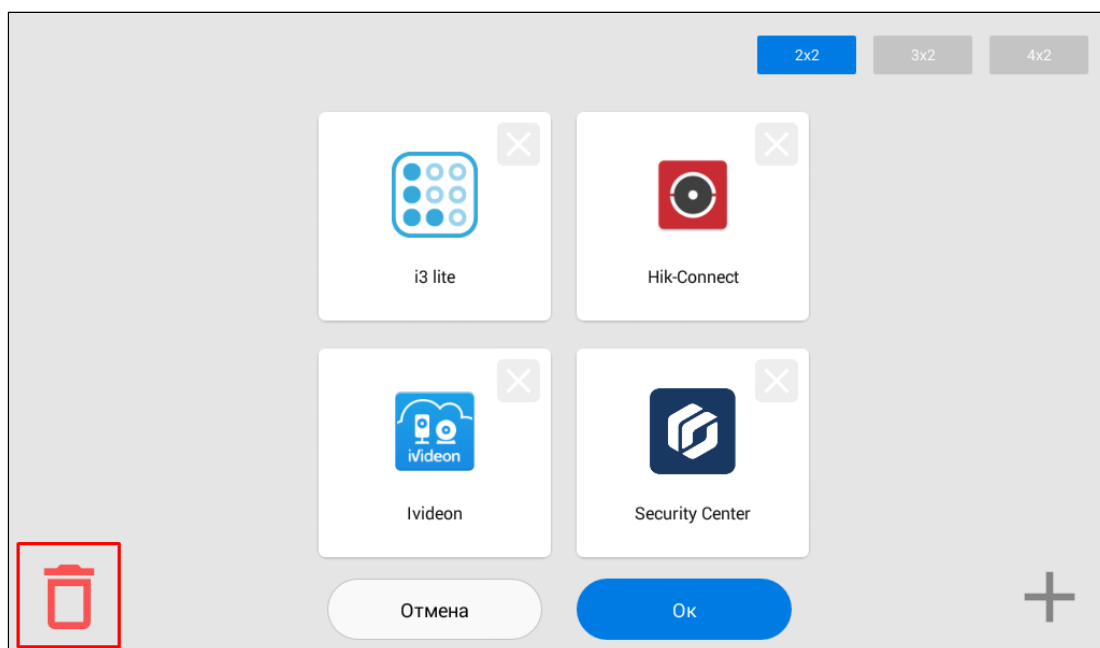 2x2
3x2
4x2
i3 lite
Hik-Connect
iVideon
Ivideon
Security Center
Отмена
Ок